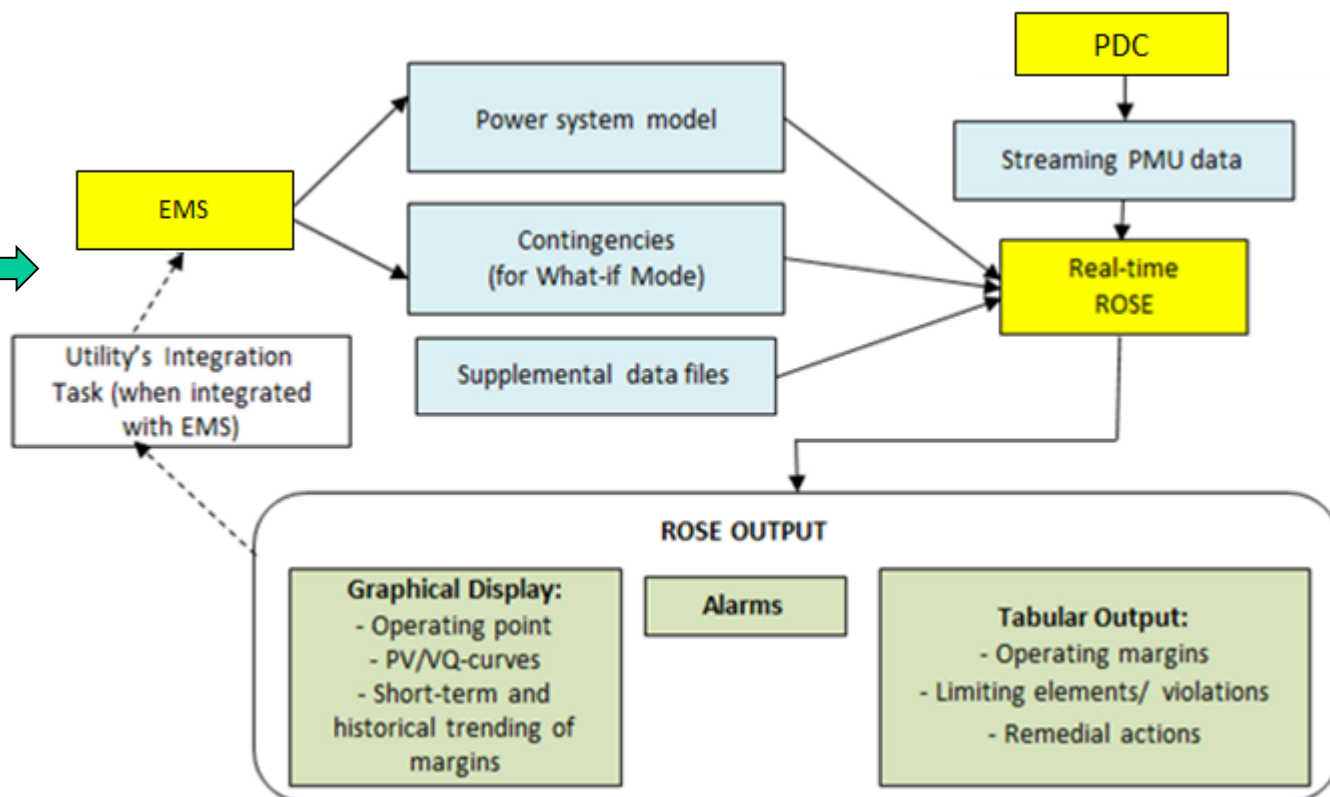 PDC
Power system model
Streaming PMU data
EMS
Contingencies
(for What-if Mode)
Real-time
ROSE
Utility's Integration
Task (when integrated
with EMS)
Supplemental data files
ROSE OUTPUT
Graphical Display:
- Operating point
- PV/VQ-curves
- Short-term and
historical trending of
margins
Alarms
Tabular Output:
- Operating margins
- Limiting elements/ violations
- Remedial actions